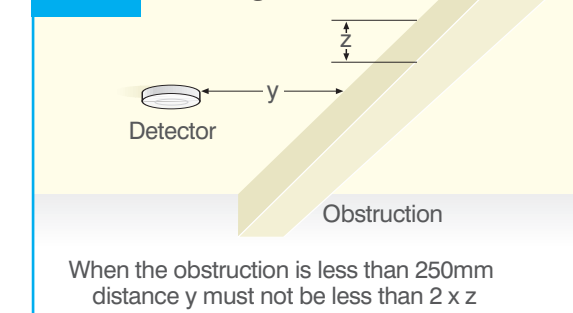 z
y
Detector
Obstruction
When the obstruction is less than 250mm
distance y must not be less than 2 x z